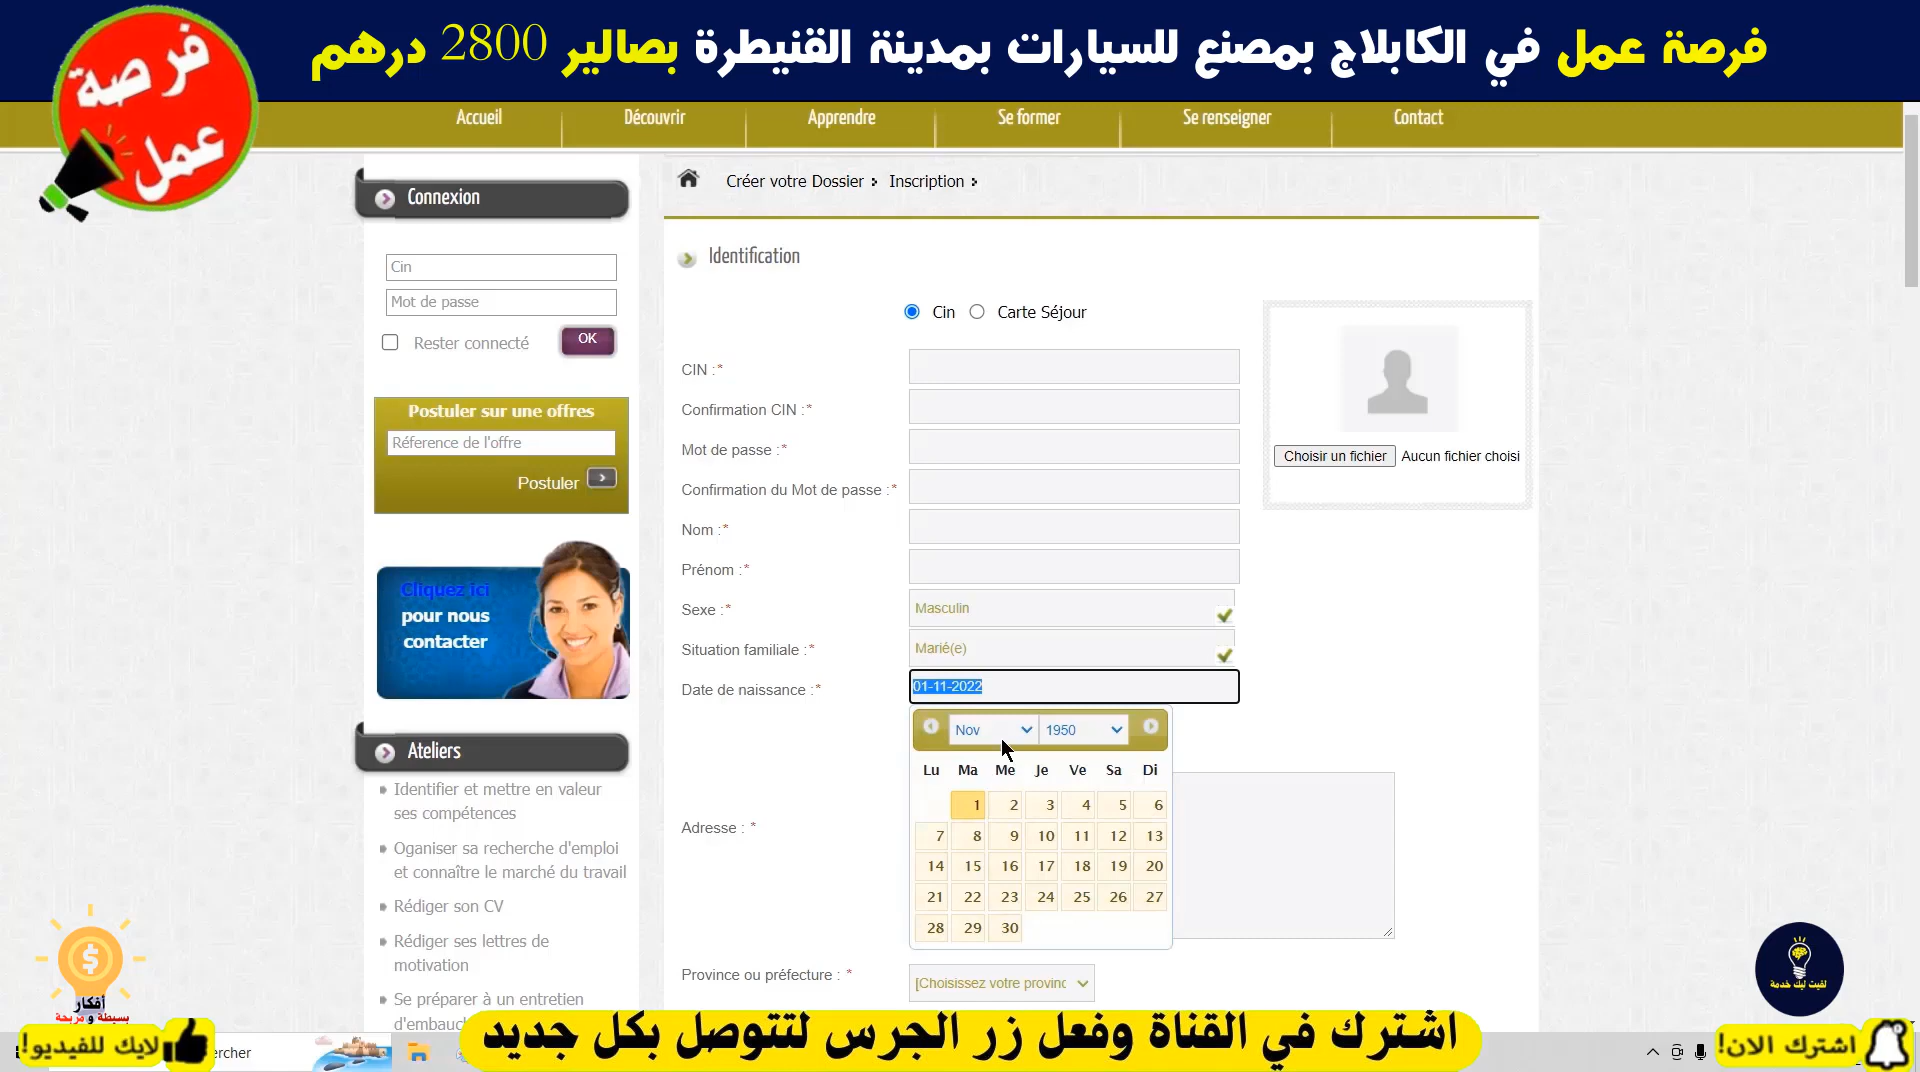 فرصة عمل في الكابلاج بمصنع للسيارات بمدينة القنيطرة بصالير 2800 درهم
فرصة
عمل
Accueil
Découvrir
Apprendre
Se former
Se renseigner
Contact
Connexion
Cin
Mot de passe
Rester connecté
OK
Postuler sur une offres
Réference de l'offre
Postuler
Cliquez ici
pour nous
contacter
Ateliers
Identifier et mettre en valeur
ses compétences
Oganiser sa recherche d'emploi
et connaître le marché du travail
Rédiger son CV
Rédiger ses lettres de
motivation
Se préparer à un entretien
d'embauc
Créer votre Dossier
Inscription
Identification
Cin
Carte Séjour
CIN :*
Confirmation CIN :*
Mot de passe :*
Confirmation du Mot de passe :*
Nom :*
Prénom :*
Sexe :*
Masculin
Situation familiale :*
Marié(e)
Date de naissance :*
01-11-2022
Nov 1950
Lu Ma Me Je Ve Sa Di
1 2 3 4 5 6
7 8 9 10 11 12 13
14 15 16 17 18 19 20
21 22 23 24 25 26 27
28 29 30
Adresse : *
Province ou préfecture : *
[Choisissez votre provinc
Choisir un fichier Aucun fichier choisi
$
أفكار
بسيطة و مربحة
لايك للفيديو!
ercher
اشترك في القناة وفعل زر الجرس لتتوصل بكل جديد
لقيت ليك خدمة
اشترك الان!